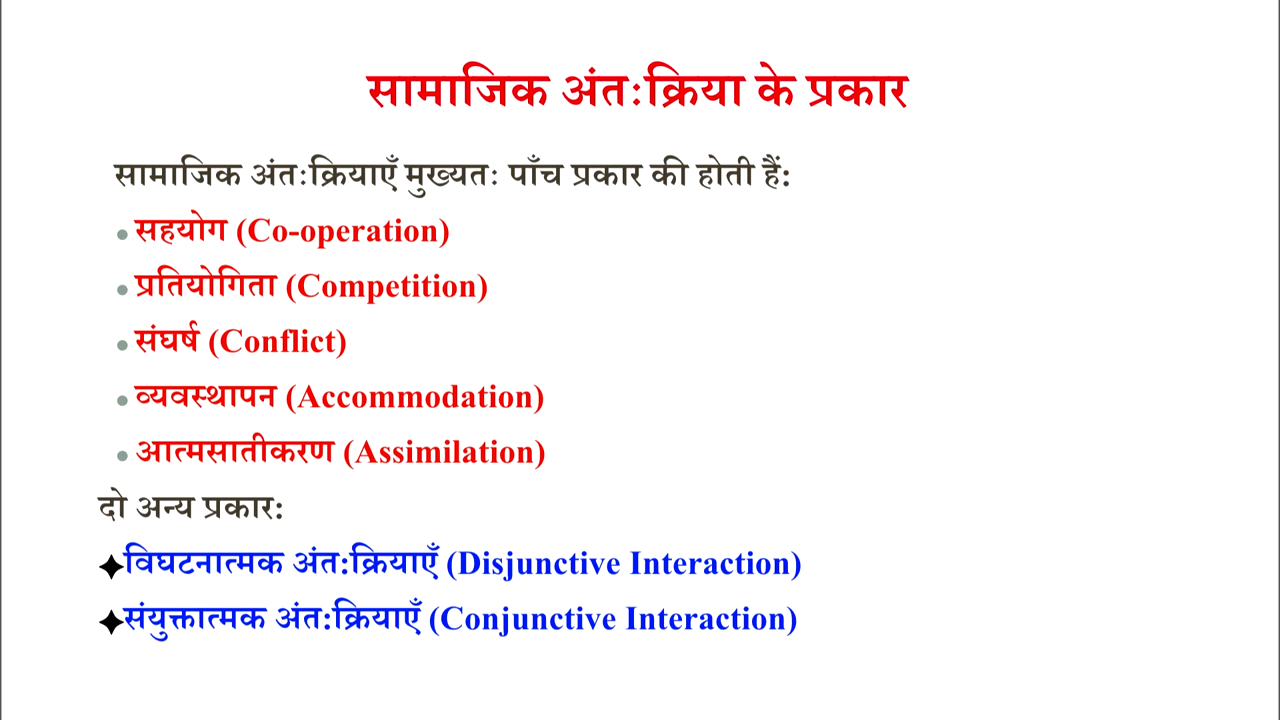 सामाजिक अंतःक्रिया के प्रकार
सामाजिक अंतःक्रियाएँ मुख्यतः पाँच प्रकार की होती हैं:
• सहयोग (Co-operation)
• प्रतियोगिता (Competition)
• संघर्ष (Conflict)
• व्यवस्थापन (Accommodation)
• आत्मसातीकरण (Assimilation)
दो अन्य प्रकार:
✦विघटनात्मक अंत:क्रियाएँ (Disjunctive Interaction)
✦संयुक्तात्मक अंत:क्रियाएँ (Conjunctive Interaction)